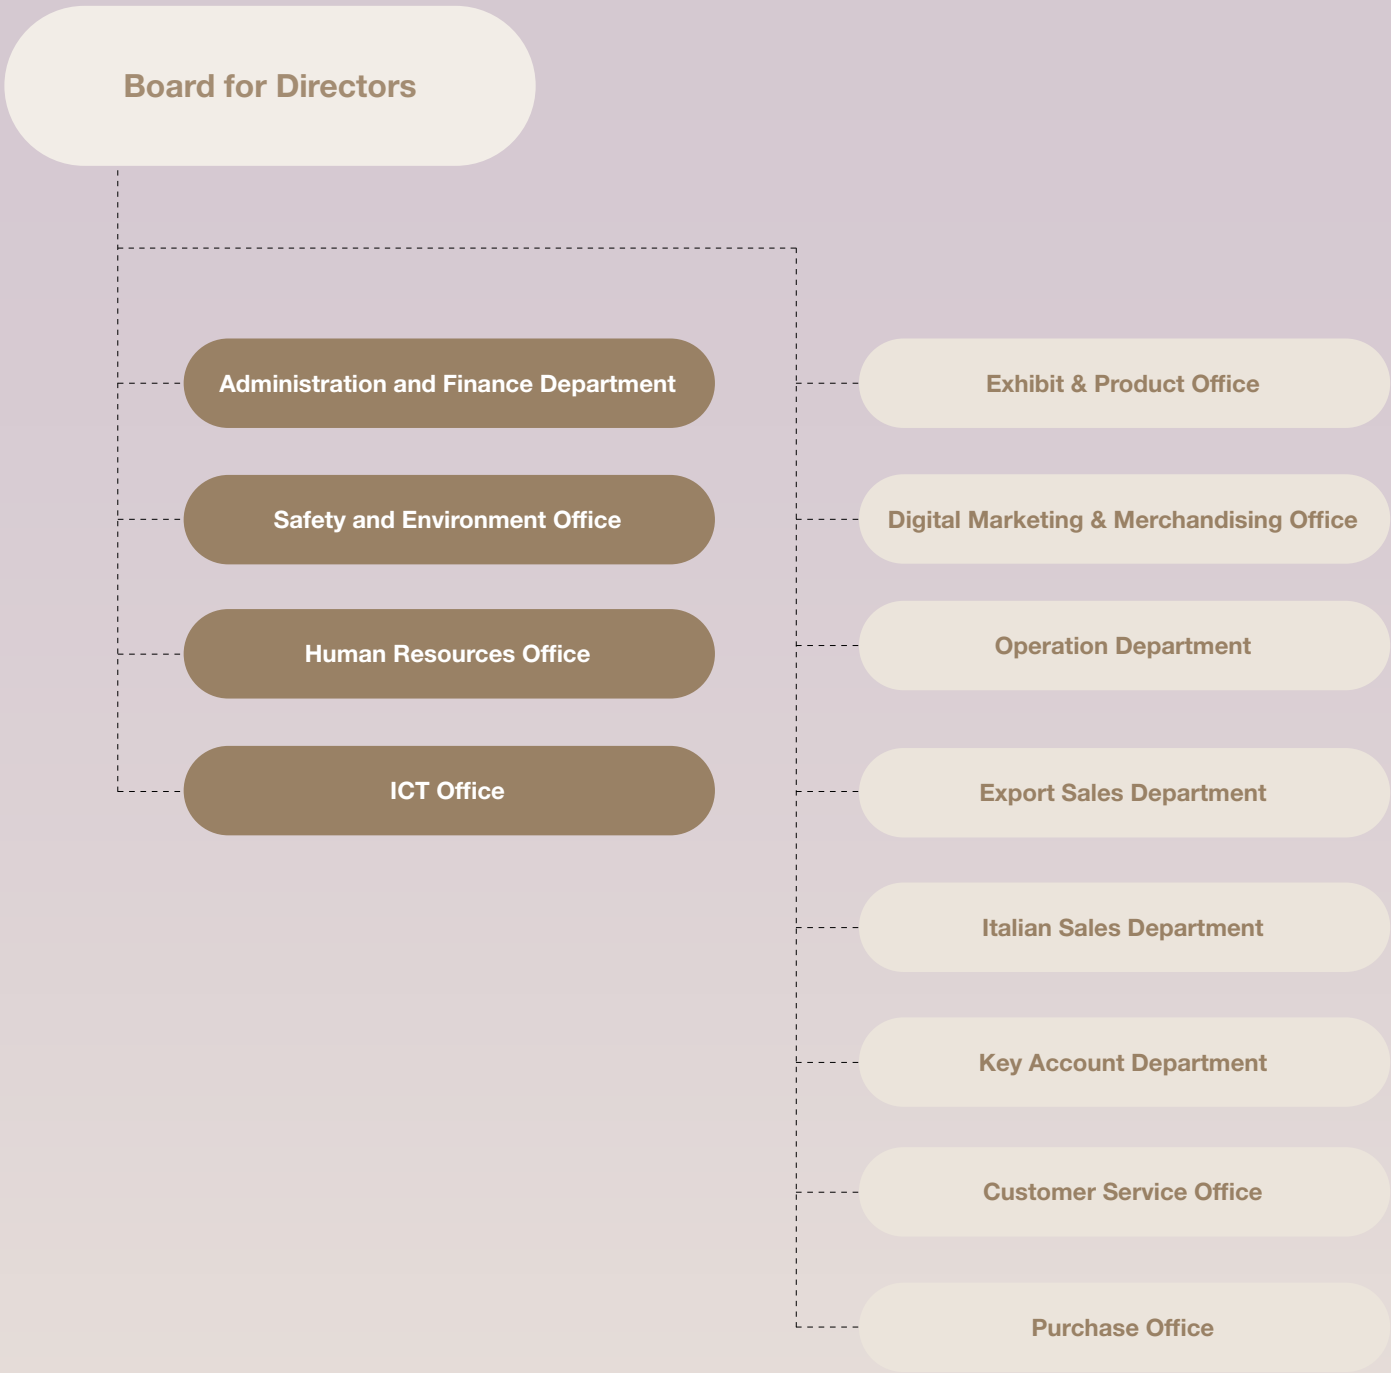 Board for Directors
Administration and Finance Department
Safety and Environment Office
Human Resources Office
ICT Office
Exhibit & Product Office
Digital Marketing & Merchandising Office
Operation Department
Export Sales Department
Italian Sales Department
Key Account Department
Customer Service Office
Purchase Office